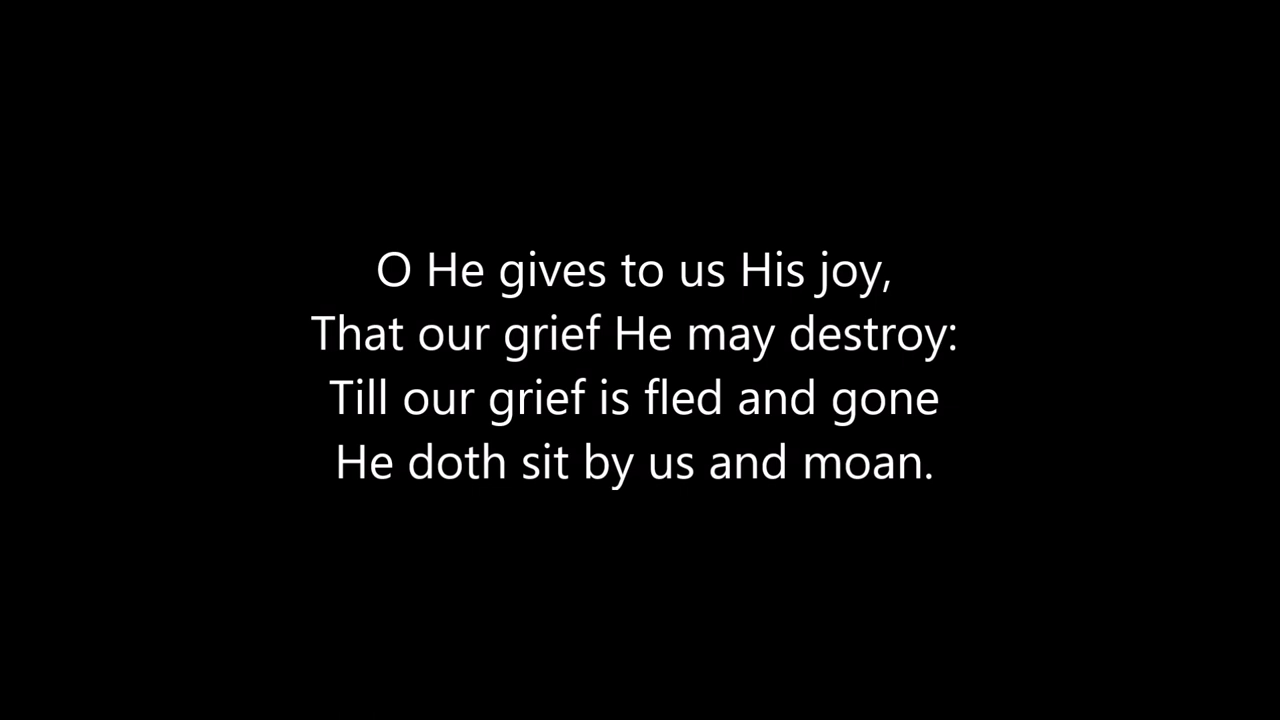 O He gives to us His joy,
That our grief He may destroy:
Till our grief is fled and gone
He doth sit by us and moan.